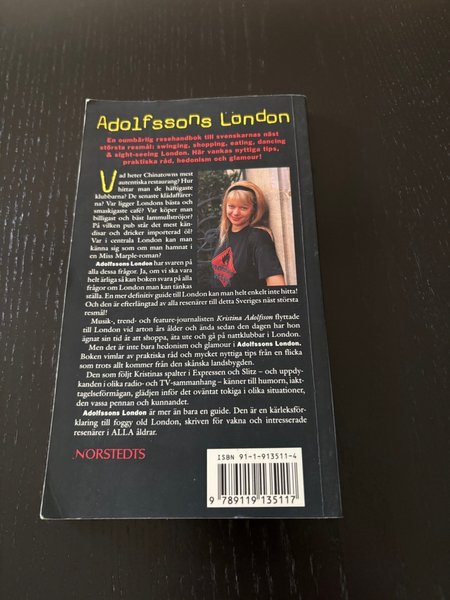 Adolfssons London
En oumbärlig resehandbok till svenskarnas näst
största resmål: swinging, shopping, eating, dancing
& sight-seeing London. Här vankas nyttiga tips,
praktiska råd, hedonism och glamour!
Vad heter Chinatowns mest
autentiska restaurang? Hur
hittar man de häftigaste
klubbarna? De senaste klädaffärer-
na? Var ligger Londons bästa och
smaskigaste café? Var köper man
billigast och bäst lammullströjor?
På vilken pub står det mest kän-
disar och dricker importerad öl?
Var i centrala London kan man
känna sig som om man hamnat i
en Miss Marple-roman?
Adolfssons London har svaren på
alla dessa frågor. Ja, om vi ska vara
helt ärliga så kan boken svara på alla
frågor om London man kan tänkas
ställa. En mer definitiv guide till London kan man helt enkelt inte hitta!
Och den är efterlängtad av alla resenärer till detta Sveriges näst största
resmål!
Musik-, trend- och feature-journalisten Kristina Adolfsson flyttade
till London vid arton års ålder och ända sedan den dagen har hon
ägnat sin tid åt att shoppa, äta ute och gå på nattklubbar i London.
Men det är inte bara hedonism och glamour i Adolfssons London.
Boken vimlar av praktiska råd och mycket nyttiga tips från en flicka
som trots allt kommer från den skånska landsbygden.
Den som följt Kristinas spalter i Expressen och Slitz – och uppdy-
kanden i olika radio- och TV-sammanhang – känner till humorn, iakt-
tagelseförmågan, glädjen inför det oväntat tokiga i olika situationer,
den vassa pennan och kunnandet.
Adolfssons London är mer än bara en guide. Den är en kärleksför-
klaring till foggy old London, skriven för vakna och intresserade
resenärer i ALLA åldrar.
NORSTEDTS
ISBN 91-1-913511-4
9 789119 135117